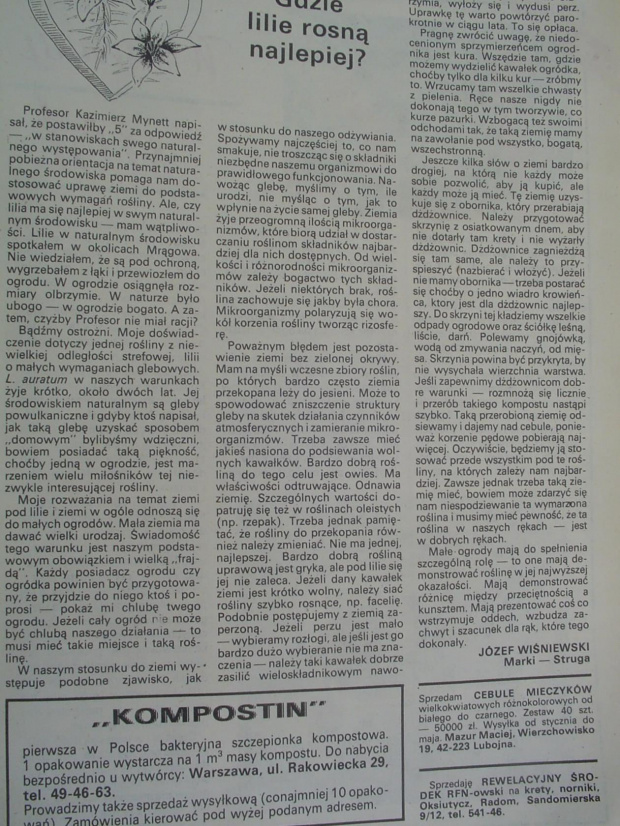 Gdzie
lilie rosną
najlepiej?
Profesor Kazimierz Mynett napi-
sał, że postawiłby „5" za odpowiedź
— „w stanowiskach swego natural-
nego występowania". Przynajmniej
pobieżna orientacja na temat natura-
lnego środowiska pomaga nam do-
stosować uprawę ziemi do podsta-
wowych wymagań rośliny. Ale, czy
lilia ma się najlepiej w swym natural-
nym środowisku — mam wątpliwo-
ści. Lilie w naturalnym środowisku
spotkałem w okolicach Mrągowa.
Nie wiedziałem, że są pod ochroną,
wygrzebałem z łąki i przewiozłem do
ogrodu. W ogrodzie osiągnęła roz-
miary olbrzymie. W naturze było
ubogo — w ogrodzie bogato. A za-
tem, czyżby Profesor nie miał racji?
Bądźmy ostrożni. Moje doświad-
czenie dotyczy jednej rośliny z nie-
wielkiej odległości strefowej, lilii
o małych wymaganiach glebowych.
L. auratum w naszych warunkach
żyje krótko, około dwóch lat. Jej
środowiskiem naturalnym są gleby
powulkaniczne i gdyby ktoś napisał,
jak taką glebę uzyskać sposobem
„domowym" bylibyśmy wdzięczni,
bowiem posiadać taką piękność,
choćby jedną w ogrodzie, jest ma-
rzeniem wielu miłośników tej nie-
zwykle interesującej rośliny.
Moje rozważania na temat ziemi
pod lilie i ziemi w ogóle odnoszą się
do małych ogrodów. Mała ziemia ma
dawać wielki urodzaj. Świadomość
tego warunku jest naszym podsta-
wowym obowiązkiem i wielką „fraj-
dą". Każdy posiadacz ogrodu czy
ogródka powinien być przygotowa-
ny, że przyjdzie do niego ktoś i po-
prosi — pokaż mi chlubę twego
ogrodu. Jeżeli cały ogród nie może
być chlubą naszego działania — to
musi mieć takie miejsce i taką roś-
linę.
W naszym stosunku do ziemi wy-
stępuje podobne zjawisko, jak
w stosunku do naszego odżywiania.
Spożywamy najczęściej to, co nam
smakuje, nie troszcząc się o składniki
niezbędne naszemu organizmowi do
prawidłowego funkcjonowania. Na-
wożąc glebę, myślimy o tym, ile
urodzi, nie myśląc o tym, jak to
wpłynie na życie samej gleby. Ziemia
żyje przeogromną ilością mikroorga-
nizmów, które biorą udział w dostar-
czaniu roślinom składników najbar-
dziej dla nich dostępnych. Od wiel-
kości i różnorodności mikroorganiz-
mów zależy bogactwo tych skład-
ników. Jeżeli niektórych brak, roś-
lina zachowuje się jakby była chora.
Mikroorganizmy polaryzują się wo-
kół korzenia rośliny tworząc rizosfe-
rę.
Poważnym błędem jest pozosta-
wienie ziemi bez zielonej okrywy.
Mam na myśli wczesne zbiory roślin,
po których bardzo często ziemia
przekopana leży do jesieni. Może to
spowodować zniszczenie struktury
gleby na skutek działania czynników
atmosferycznych i zamieranie mikro-
organizmów. Trzeba zawsze mieć
jakieś nasiona do podsiewania wol-
nych kawałków. Bardzo dobrą roś-
liną do tego celu jest owies. Ma
właściwości odtruwające. Odnawia
ziemię. Szczególnych wartości do-
patruję się też w roślinach oleistych
(np. rzepak). Trzeba jednak pamię-
tać, że rośliny do przekopania rów-
nież należy zmieniać. Nie ma jednej,
najlepszej. Bardzo dobrą rośliną
uprawową jest gryka, ale pod lilie się
jej nie zaleca. Jeżeli dany kawałek
ziemi jest krótko wolny, należy siać
rośliny szybko rosnące, np. facelię.
Podobnie postępujemy z ziemią za-
perzoną. Jeżeli perzu jest mało
— wybieramy rozłogi, ale jeśli jest go
bardzo dużo wybieranie nie ma zna-
czenia — należy taki kawałek dobrze
zasilić wieloskładnikowym nawo-
rzymia, wyłoży się i wydusi perz.
Uprawkę tę warto powtórzyć paro-
krotnie w ciągu lata. To się opłaca.
Pragnę zwrócić uwagę, że niedo-
cenionym sprzymierzeńcem ogrod-
nika jest kura. Wszędzie tam, gdzie
możemy wydzielić kawałek ogródka,
choćby tylko dla kilku kur — zróbmy
to. Wrzucamy tam wszelkie chwasty
z pielenia. Ręce nasze nigdy nie
dokonają tego w tym tworzywie, co
kurze pazurki. Wzbogacą też swoimi
odchodami tak, że taką ziemię mamy
na zawołanie pod wszystko, bogatą,
wszechstronną.
Jeszcze kilka słów o ziemi bardzo
drogiej, na którą nie każdy może
sobie pozwolić, aby ją kupić, ale
każdy może ją mieć. Tę ziemię uzys-
kuje się z obornika, który przerabiają
dżdżownice. Należy przygotować
skrzynię z osiatkowanym dnem, aby
nie dotarły tam krety i nie wyżarły
dżdżownic. Dżdżownice zagnieżdżą
się tam same, ale należy to przy-
spieszyć (nazbierać i włożyć). Jeżeli
nie mamy obornika — trzeba postarać
się choćby o jedno wiadro krowień-
ca, ktory jest dla dżdżownic najlep-
szy. Do skrzyni tej kładziemy wszelkie
odpady ogrodowe oraz ściółkę leśną,
liście, darń. Polewamy gnojówką,
wodą od zmywania naczyń, od mię-
sa. Skrzynia powinna być przykryta, by
nie wysychała wierzchnia warstwa.
Jeśli zapewnimy dżdżownicom dob-
re warunki — rozmnożą się licznie
i przerób takiego kompostu nastąpi
szybko. Taką przerobioną ziemię od-
siewamy i dajemy nad cebule, ponie-
waż korzenie pędowe pobierają naj-
więcej. Oczywiście, będziemy ją sto-
sować przede wszystkim pod te roś-
liny, na których zależy nam najbar-
dziej. Zawsze jednak trzeba taką zie-
mię mieć, bowiem może zdarzyć się
nam niespodziewanie ta wymarzona
roślina i musimy mieć pewność, że ta
roślina w naszych rękach — jest
w dobrych rękach.
Małe ogrody mają do spełnienia
szczególną rolę — to one mają de-
monstrować roślinę w jej najwyższej
okazałości. Mają demonstrować
różnicę między przeciętnością a
kunsztem. Mają prezentować coś co
wstrzymuje oddech, wzbudza za-
chwyt i szacunek dla rąk, które tego
dokonały.
JÓZEF WIŚNIEWSKI
Marki — Struga
„KOMPOSTIN"
pierwsza w Polsce bakteryjna szczepionka kompostowa.
1 opakowanie wystarcza na 1 m³ masy kompostu. Do nabycia
bezpośrednio u wytwórcy: Warszawa, ul. Rakowiecka 29,
tel. 49-46-63.
Prowadzimy także sprzedaż wysyłkową (conajmniej 10 opako-
wań). Zamówienia kierować pod wyżej podanym adresem.
Sprzedam CEBULE MIECZYKÓW
wielkokwiatowych różnokolorowych od
białego do czarnego. Zestaw 40 szt.
— 50000 zł. Wysyłka od stycznia do
maja. Mazur Maciej, Wierzchowisko
19, 42-223 Lubojna.
Sprzedaję REWELACYJNY ŚRO-
DEK RFN-owski na krety, norniki,
Oksiutycz, Radom, Sandomierska
9/12, tel. 541-46.